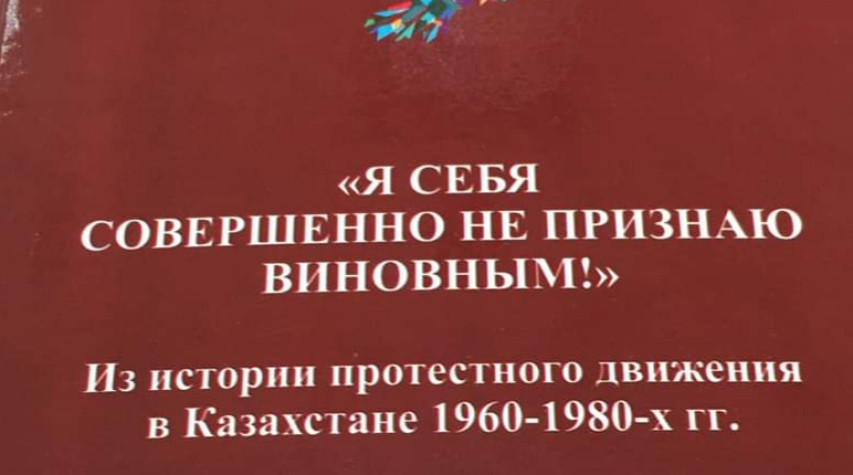 «Я СЕБЯ
СОВЕРШЕННО НЕ ПРИЗНАЮ
ВИНОВНЫМ!»
Из истории протестного движения
в Казахстане 1960-1980-х гг.